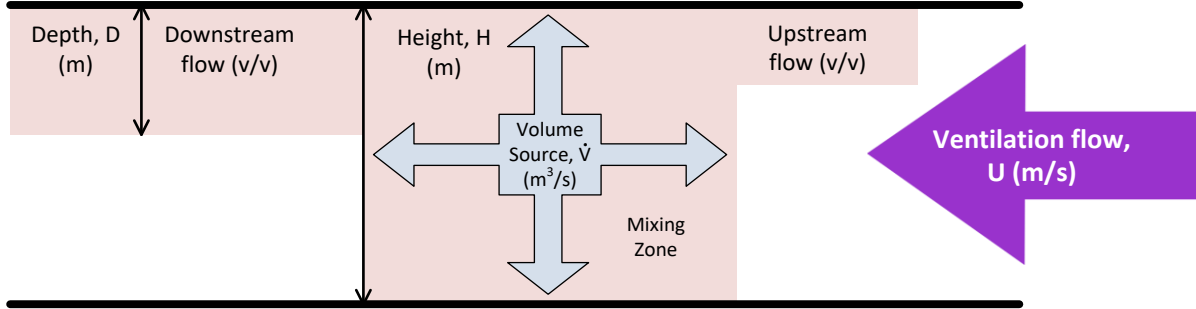 Depth, D
(m)
Downstream
flow (v/v)
Height, H
(m)
Upstream
flow (v/v)
Volume
Source, V̇
(m³/s)
Mixing
Zone
Ventilation flow,
U (m/s)